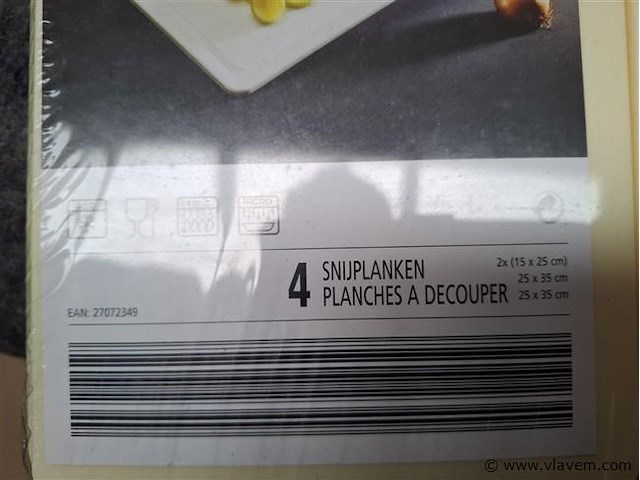 4 SNIJPLANKEN
PLANCHES A DECOUPER
2x (15 x 25 cm)
25 x 35 cm
25 x 35 cm
EAN: 27072349
© www.vlavem.com